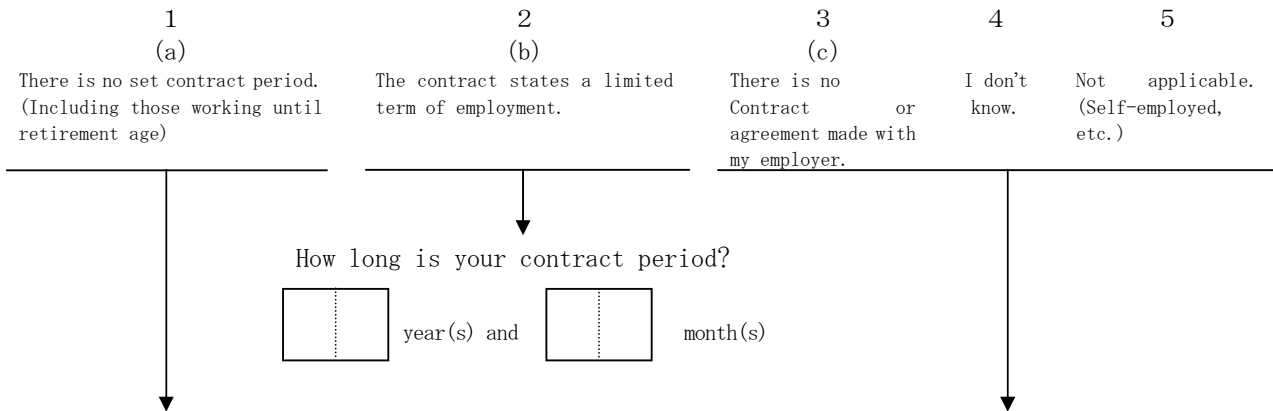 1 2 3 4 5
(a) (b) (c)
There is no set contract period.
(Including those working until
retirement age)
The contract states a limited
term of employment.
There is no
Contract or
agreement made with
my employer.
I don't
know.
Not applicable.
(Self-employed,
etc.)
How long is your contract period?
year(s) and month(s)